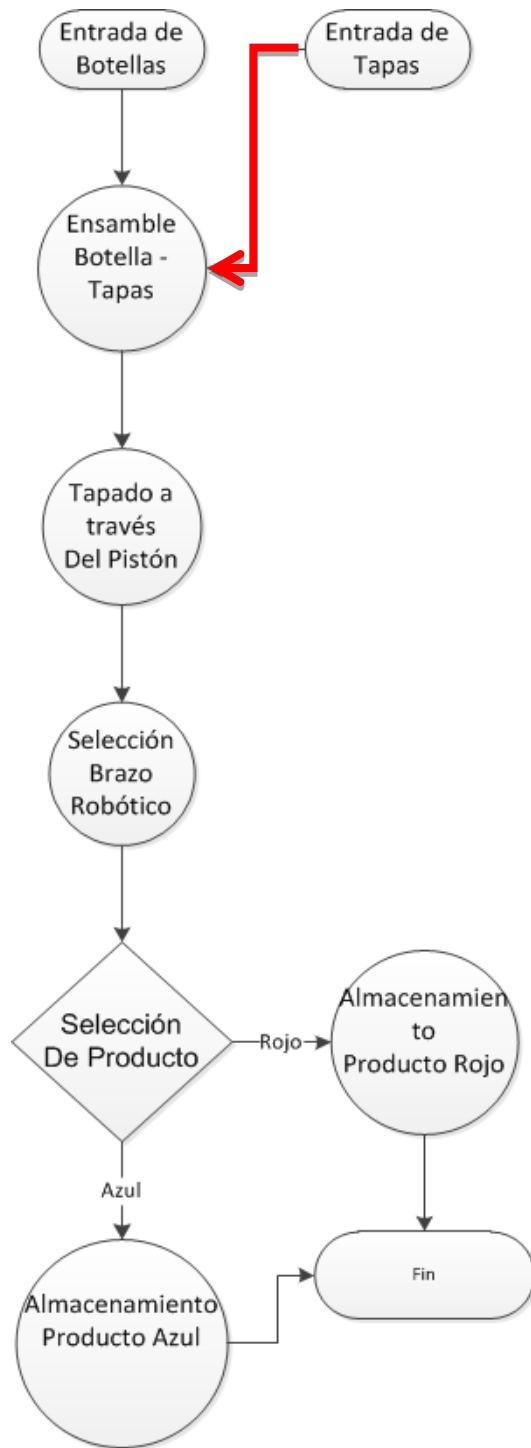 Entrada de
Botellas
Entrada de
Tapas
Ensamble
Botella -
Tapas
Tapado a
través
Del Pistón
Selección
Brazo
Robótico
Selección
De Producto
Rojo
Almacenamien
to
Producto Rojo
Azul
Almacenamiento
Producto Azul
Fin